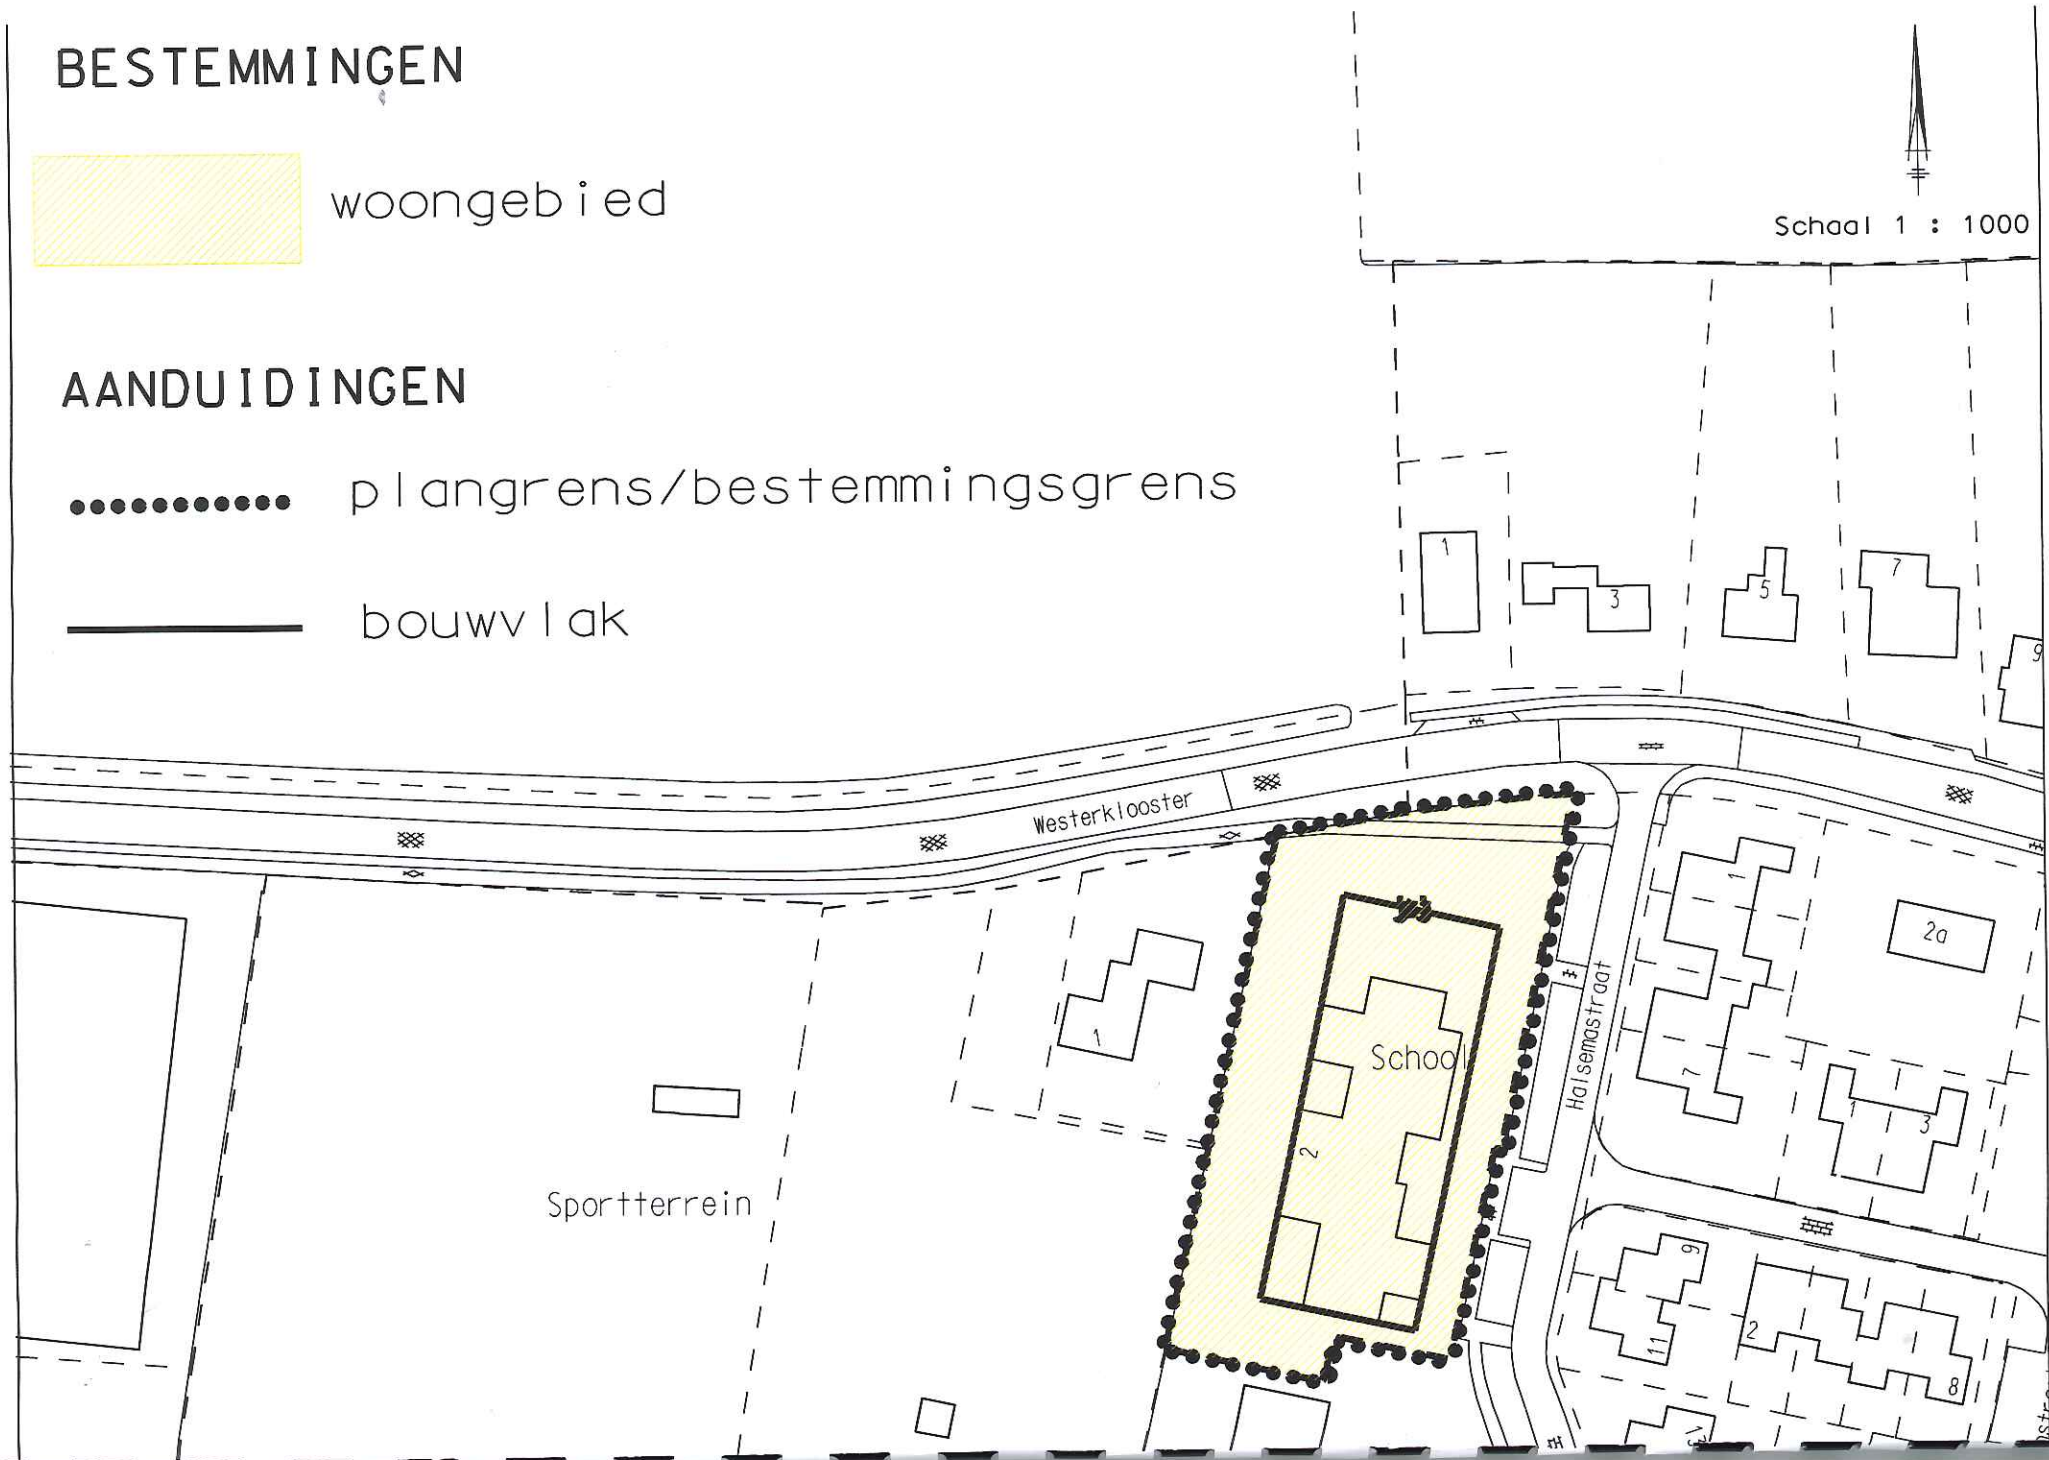 BESTEMMINGEN
woongebied
Schaal 1 : 1000
AANDUIDINGEN
plangrens/bestemmingsgrens
bouwvlak
1
3
5
7
9
Westerklooster
1
2a
1
School
Halsemastraat
7
1
3
2
Sportterrein
9
11
2
8